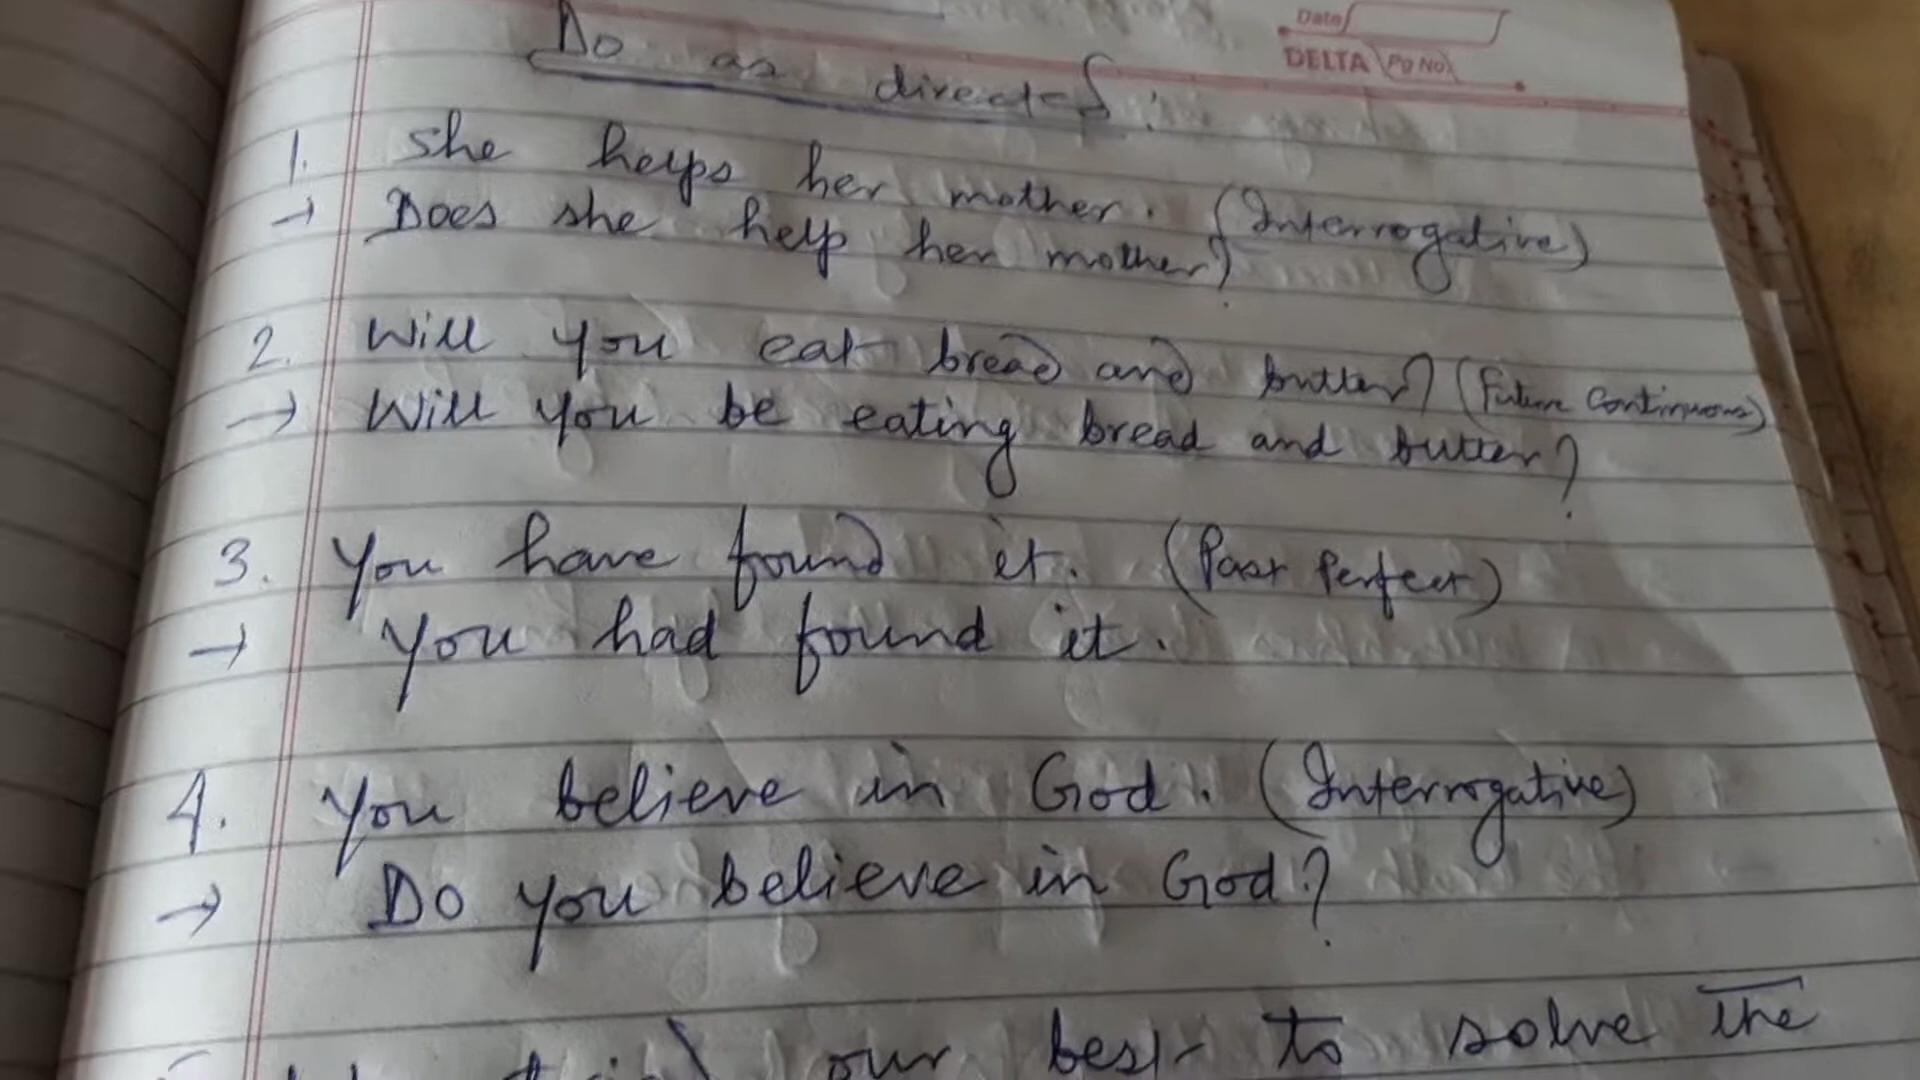 Date
DELTA Pg No.
Do as directed:
1. She helps her mother. (Interrogative)
→ Does she help her mother?
2. Will you eat bread and butter? (Future Continuous)
→ Will you be eating bread and butter?
3. You have found it. (Past Perfect)
→ You had found it.
4. You believe in God. (Interrogative)
→ Do you believe in God?
our best to solve the